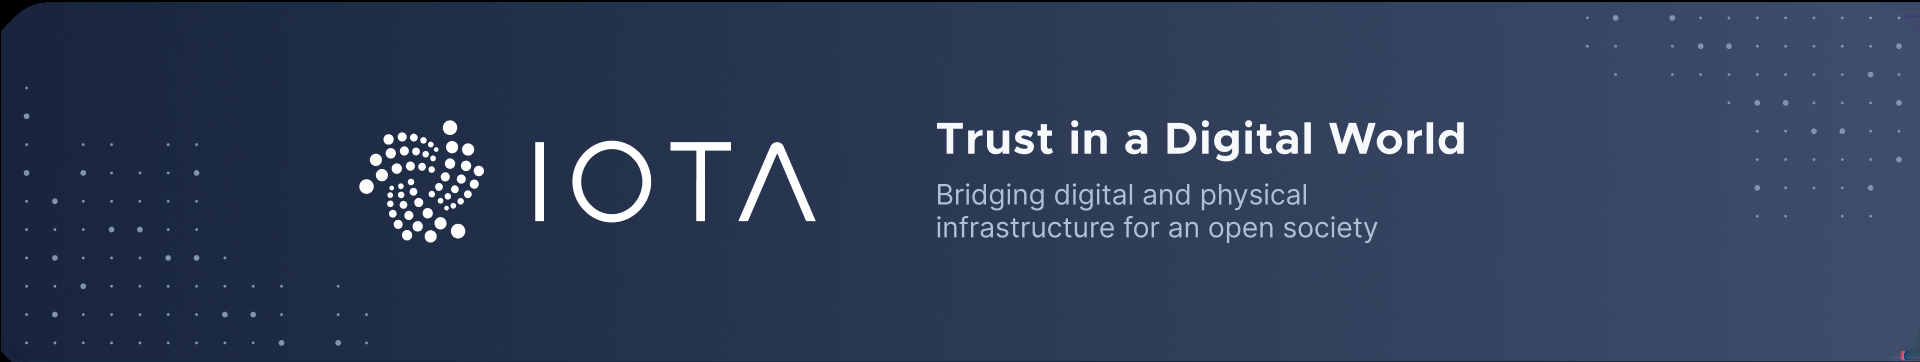 IOTA
Trust in a Digital World
Bridging digital and physical
infrastructure for an open society